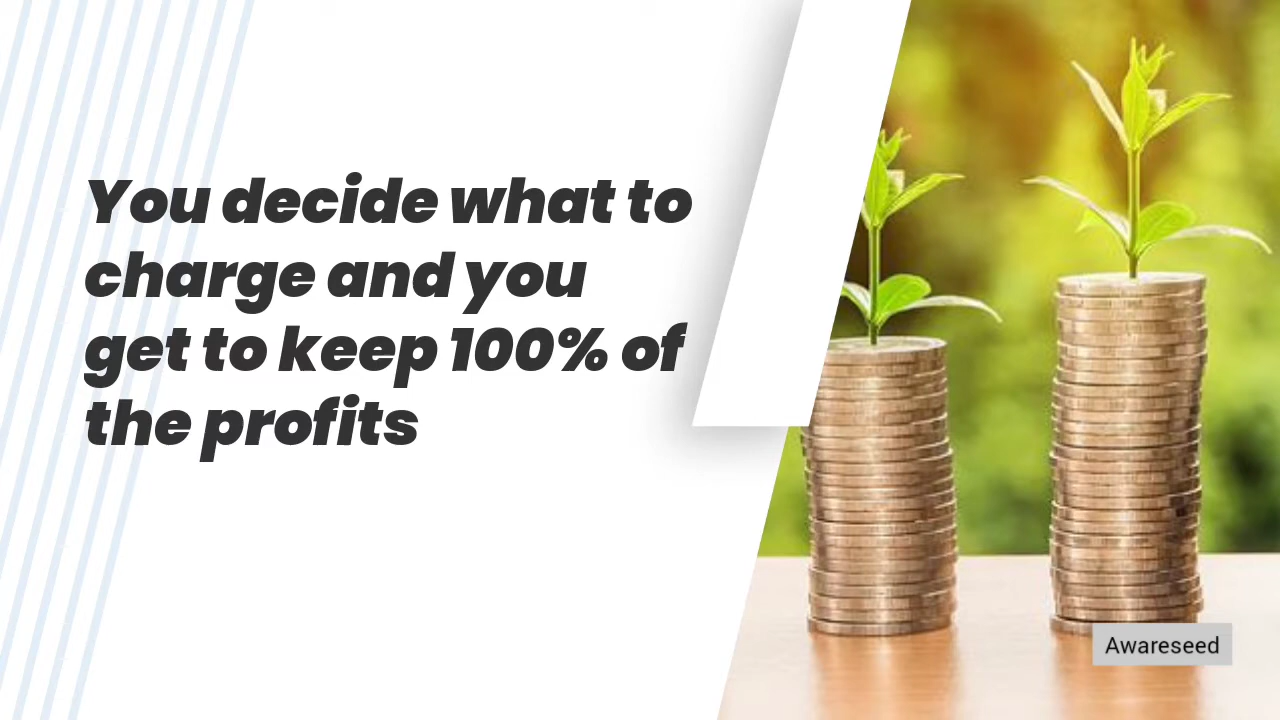 You decide what to
charge and you
get to keep 100% of
the profits
Awareseed